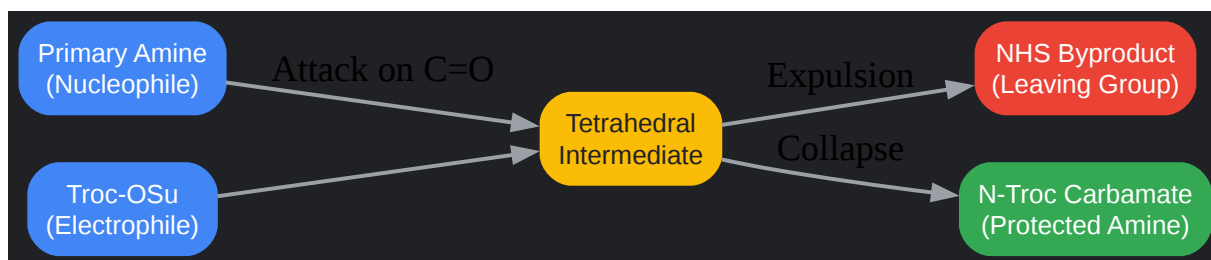 Primary Amine
(Nucleophile)
Attack on C=O
Troc-OSu
(Electrophile)
Tetrahedral
Intermediate
Expulsion
Collapse
NHS Byproduct
(Leaving Group)
N-Troc Carbamate
(Protected Amine)